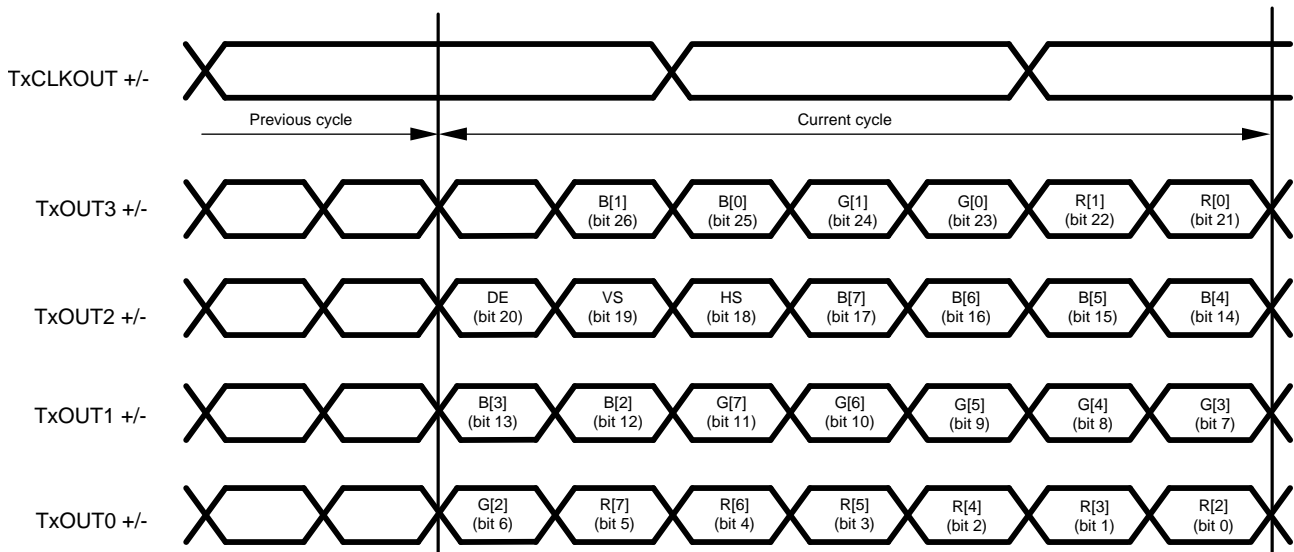 TxCLKOUT +/-
Previous cycle
Current cycle
TxOUT3 +/-
B[1]
(bit 26)
B[0]
(bit 25)
G[1]
(bit 24)
G[0]
(bit 23)
R[1]
(bit 22)
R[0]
(bit 21)
TxOUT2 +/-
DE
(bit 20)
VS
(bit 19)
HS
(bit 18)
B[7]
(bit 17)
B[6]
(bit 16)
B[5]
(bit 15)
B[4]
(bit 14)
TxOUT1 +/-
B[3]
(bit 13)
B[2]
(bit 12)
G[7]
(bit 11)
G[6]
(bit 10)
G[5]
(bit 9)
G[4]
(bit 8)
G[3]
(bit 7)
TxOUT0 +/-
G[2]
(bit 6)
R[7]
(bit 5)
R[6]
(bit 4)
R[5]
(bit 3)
R[4]
(bit 2)
R[3]
(bit 1)
R[2]
(bit 0)